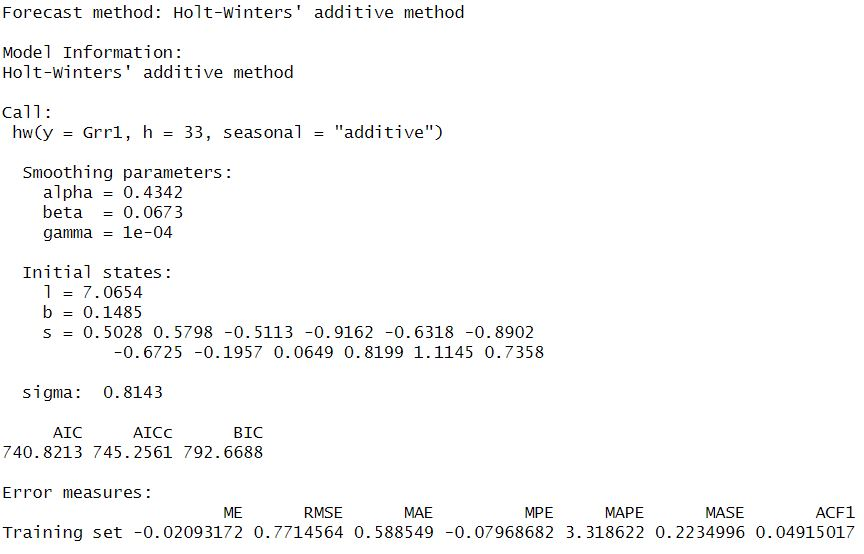 Forecast method: Holt-Winters' additive method
Model Information:
Holt-Winters' additive method
Call:
hw(y = Grr1, h = 33, seasonal = "additive")
Smoothing parameters:
alpha = 0.4342
beta = 0.0673
gamma = 1e-04
Initial states:
l = 7.0654
b = 0.1485
s = 0.5028 0.5798 -0.5113 -0.9162 -0.6318 -0.8902
-0.6725 -0.1957 0.0649 0.8199 1.1145 0.7358
sigma: 0.8143
AIC AICc BIC
740.8213 745.2561 792.6688
Error measures:
ME RMSE MAE MPE MAPE MASE ACF1
Training set -0.02093172 0.7714564 0.588549 -0.07968682 3.318622 0.2234996 0.04915017